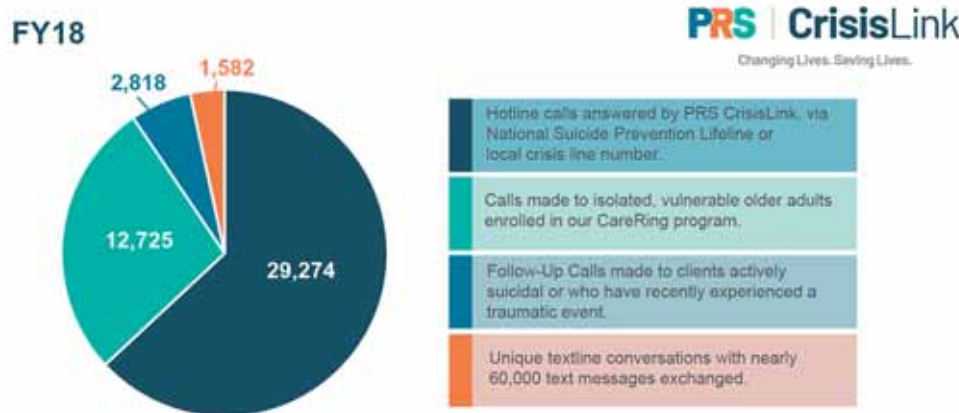 FY18
PRS | CrisisLink
Changing Lives. Saving Lives.
2,818
1,582
12,725
29,274
Hotline calls answered by PRS CrisisLink, via
National Suicide Prevention Lifeline or
local crisis line number.
Calls made to isolated, vulnerable older adults
enrolled in our CareRing program.
Follow-Up Calls made to clients actively
suicidal or who have recently experienced a
traumatic event.
Unique textline conversations with nearly
60,000 text messages exchanged.